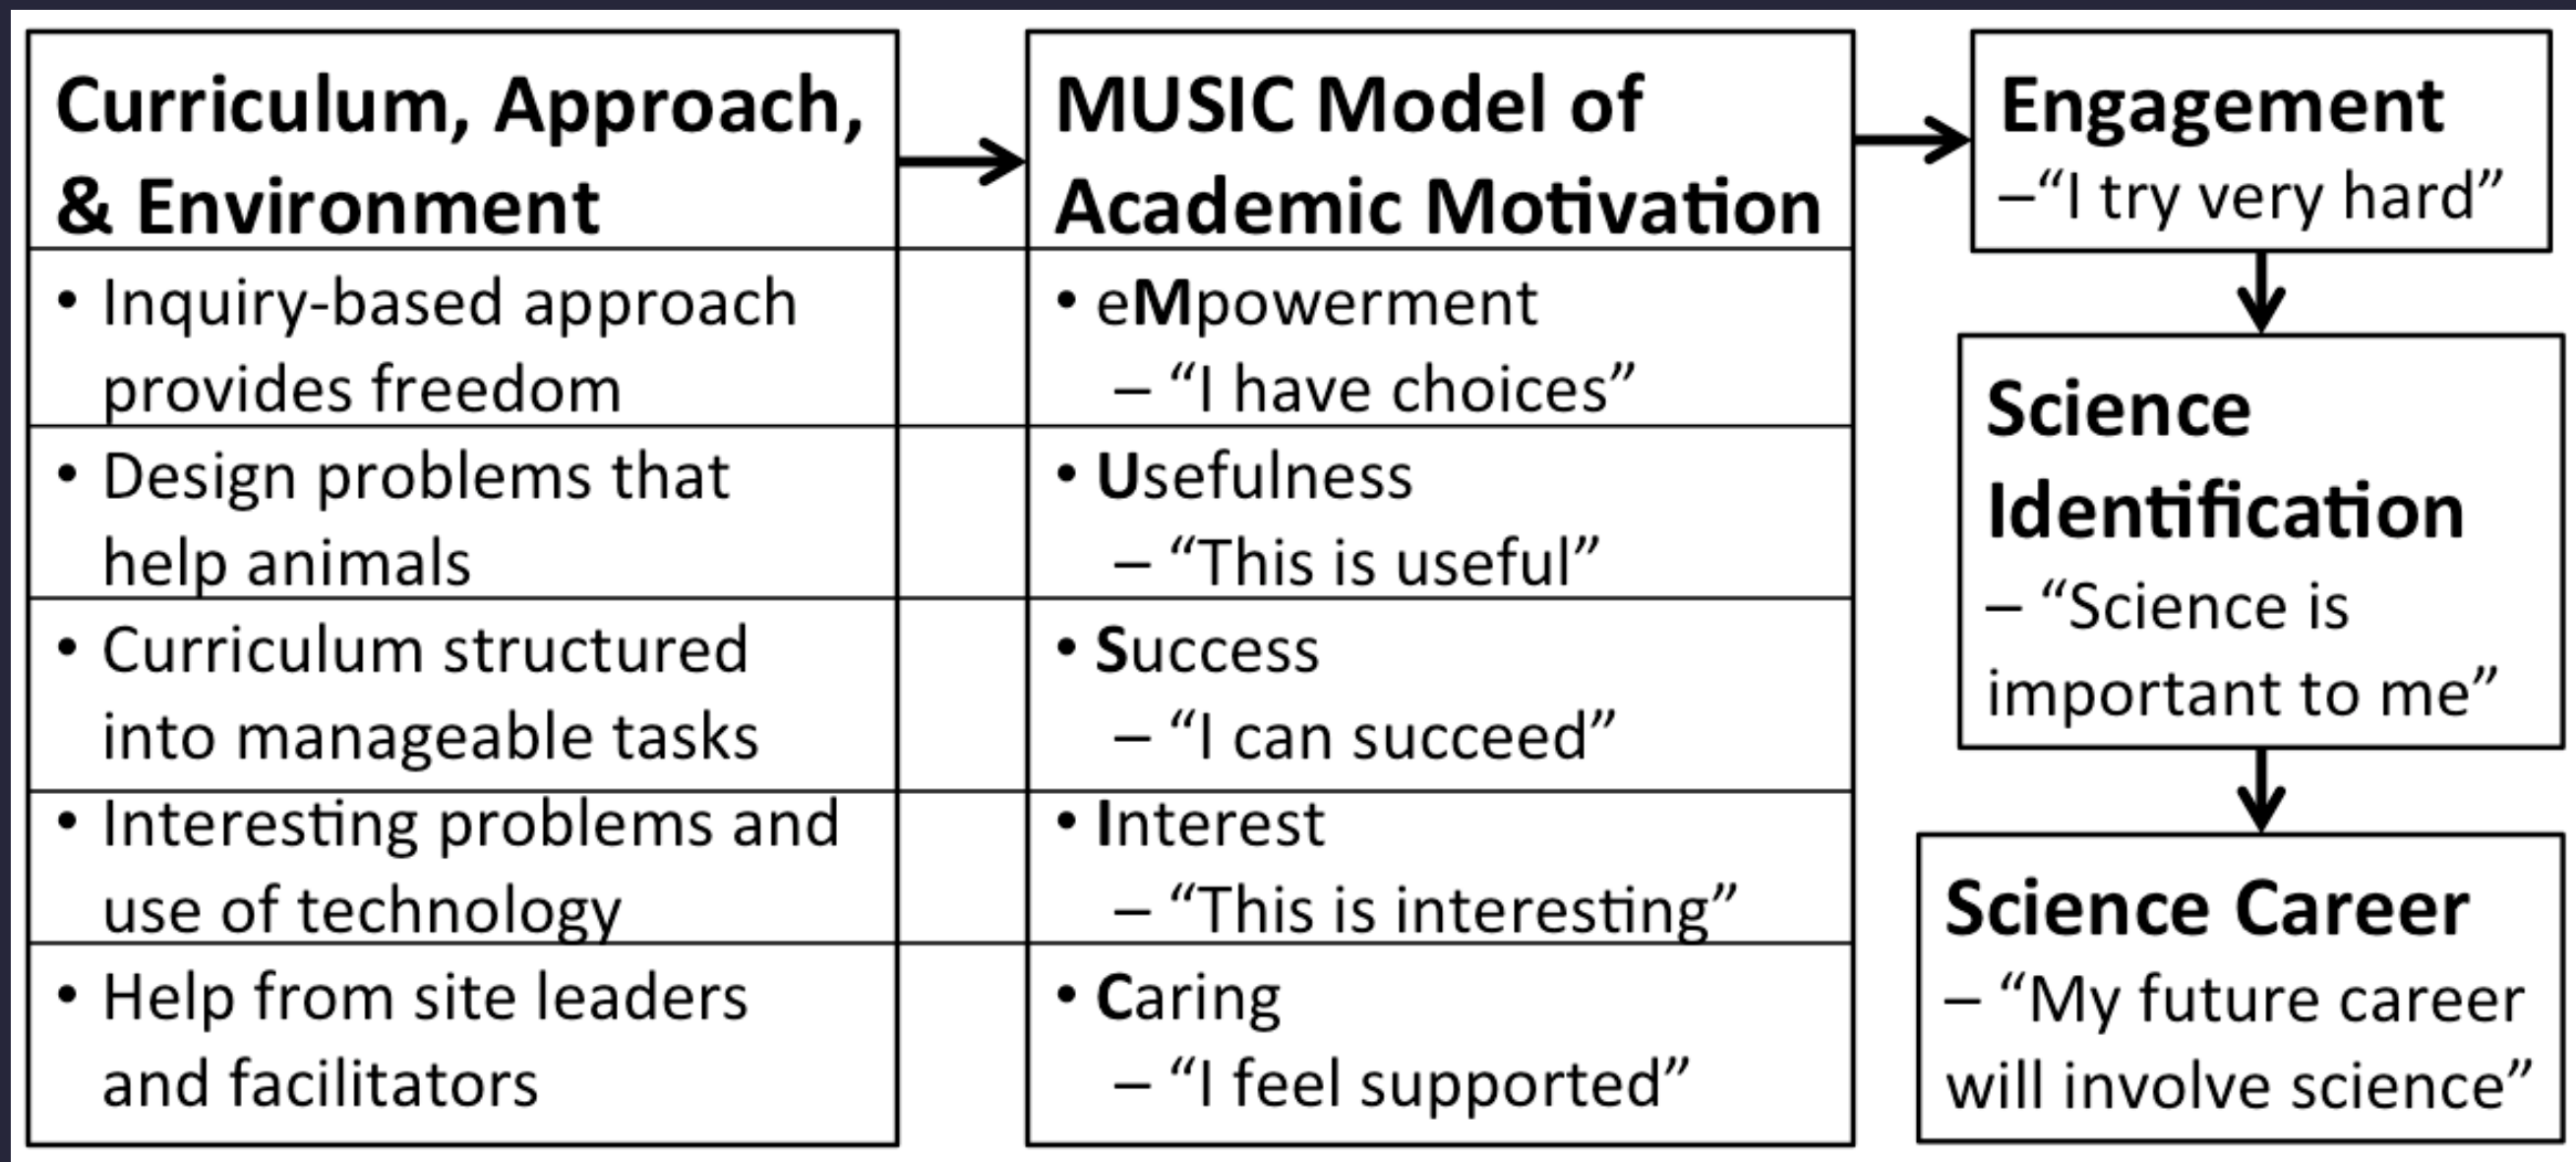 Curriculum, Approach,
& Environment
• Inquiry-based approach
provides freedom
• Design problems that
help animals
• Curriculum structured
into manageable tasks
• Interesting problems and
use of technology
• Help from site leaders
and facilitators
MUSIC Model of
Academic Motivation
• eMpowerment
– “I have choices”
• Usefulness
– “This is useful”
• Success
– “I can succeed”
• Interest
– “This is interesting”
• Caring
– “I feel supported”
Engagement
–“I try very hard”
Science
Identification
– “Science is
important to me”
Science Career
– “My future career
will involve science”